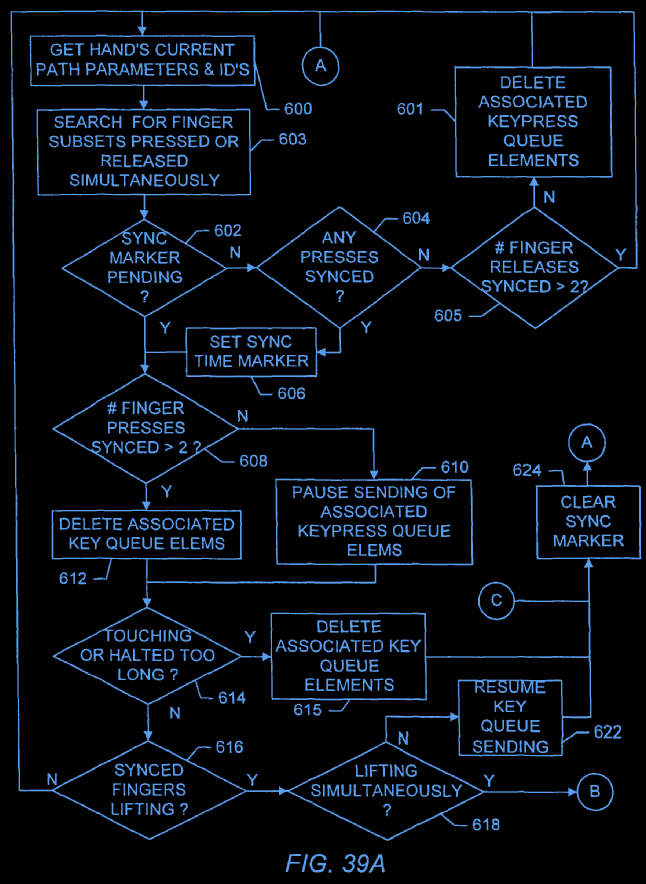 GET HAND'S CURRENT
PATH PARAMETERS & ID'S
600
A
601
DELETE
ASSOCIATED
KEYPRESS
QUEUE
ELEMENTS
SEARCH FOR FINGER
SUBSETS PRESSED OR
RELEASED
SIMULTANEOUSLY
603
N
602
SYNC
MARKER
PENDING
?
N
Y
604
ANY
PRESSES
SYNCED
?
N
Y
# FINGER
RELEASES
SYNCED > 2?
Y
605
SET SYNC
TIME MARKER
606
# FINGER
PRESSES
SYNCED > 2 ?
N
608
Y
610
PAUSE SENDING OF
ASSOCIATED
KEYPRESS QUEUE
ELEMS
A
624
CLEAR
SYNC
MARKER
DELETE ASSOCIATED
KEY QUEUE ELEMS
612
C
TOUCHING
OR HALTED TOO
LONG ?
Y
614
N
DELETE
ASSOCIATED KEY
QUEUE
ELEMENTS
615
RESUME
KEY
QUEUE
SENDING
622
616
SYNCED
FINGERS
LIFTING ?
N
Y
N
LIFTING
SIMULTANEOUSLY
?
Y
618
B
FIG. 39A